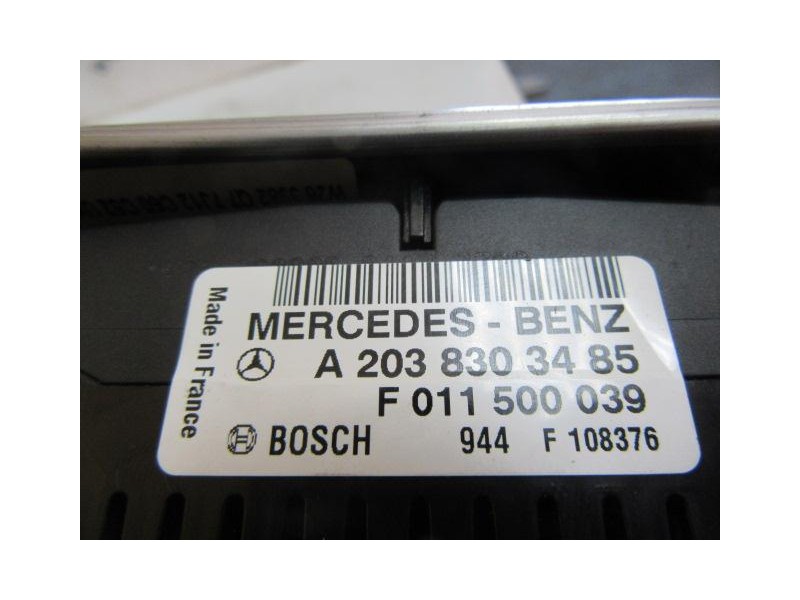 MERCEDES - BENZ
A 203 830 34 85
F 011 500 039
BOSCH 944 F 108376
Made in France